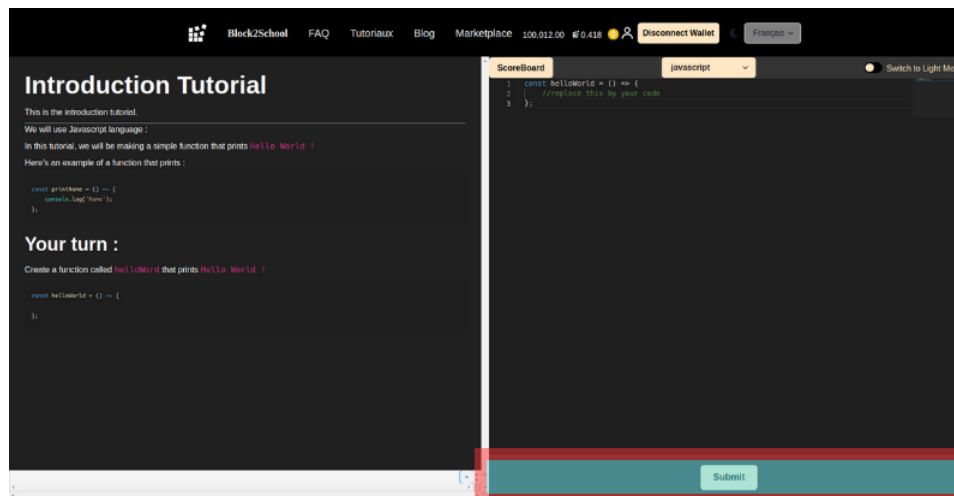 Block2School FAQ Tutoriaux Blog Marketplace 100,012.00 0.418 Disconnect Wallet Français
Introduction Tutorial
This is the introduction tutorial.
We will use Javascript language :
In this tutorial, we will be making a simple function that prints Hello World !
Here's an example of a function that prints :
const printName = () => {
console.log('Name');
};
Your turn :
Create a function called helloWord that prints Hello World !
const helloWorld = () => {
};
ScoreBoard javascript Switch to Light Mo
1 const helloWorld = () => {
2 //replace this by your code
3 };
Submit